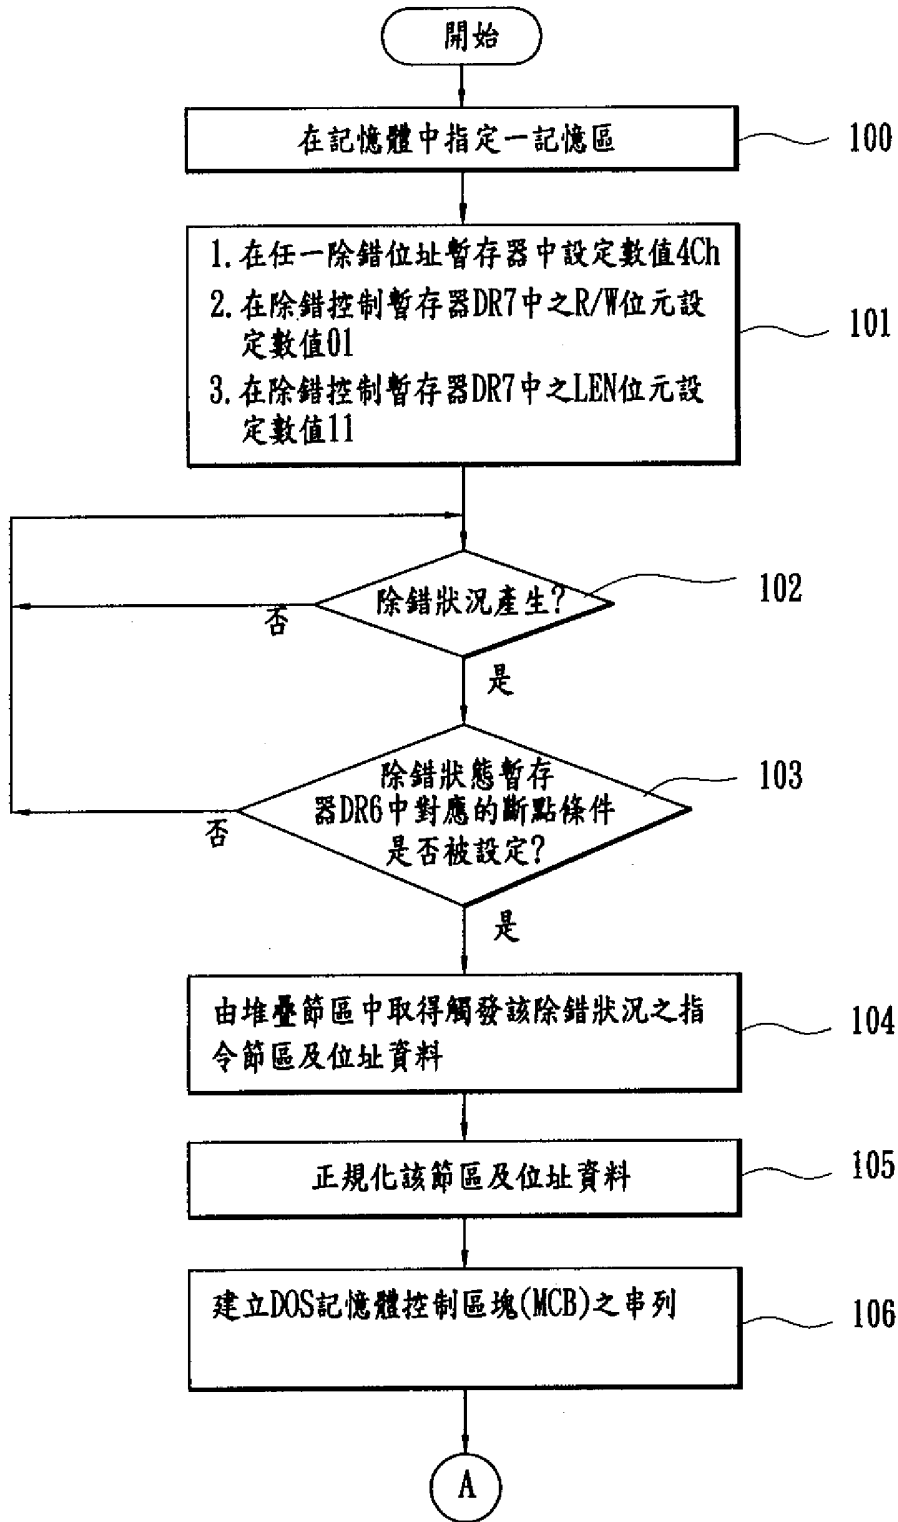 開始
在記憶體中指定一記憶區
100
1. 在任一除錯位址暫存器中設定數值4Ch
2. 在除錯控制暫存器DR7中之R/W位元設
定數值01
3. 在除錯控制暫存器DR7中之LEN位元設
定數值11
101
除錯狀況產生?
102
否
是
除錯狀態暫存
器DR6中對應的斷點條件
是否被設定?
103
否
是
由堆疊節區中取得觸發該除錯狀況之指
令節區及位址資料
104
正規化該節區及位址資料
105
建立DOS記憶體控制區塊(MCB)之串列
106
A